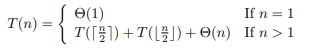 T(n) = { Θ(1) If n = 1
T(⌈n/2⌉) + T(⌊n/2⌋) + Θ(n) If n > 1